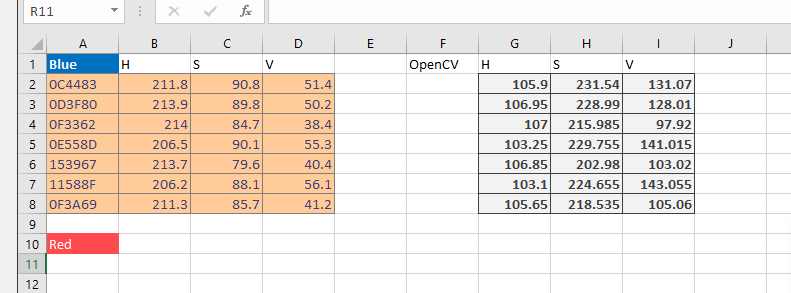 R11
A B C D E F G H I J
1 Blue H S V OpenCV H S V
2 0C4483 211.8 90.8 51.4 105.9 231.54 131.07
3 0D3F80 213.9 89.8 50.2 106.95 228.99 128.01
4 0F3362 214 84.7 38.4 107 215.985 97.92
5 0E558D 206.5 90.1 55.3 103.25 229.755 141.015
6 153967 213.7 79.6 40.4 106.85 202.98 103.02
7 11588F 206.2 88.1 56.1 103.1 224.655 143.055
8 0F3A69 211.3 85.7 41.2 105.65 218.535 105.06
9
10 Red
11
12